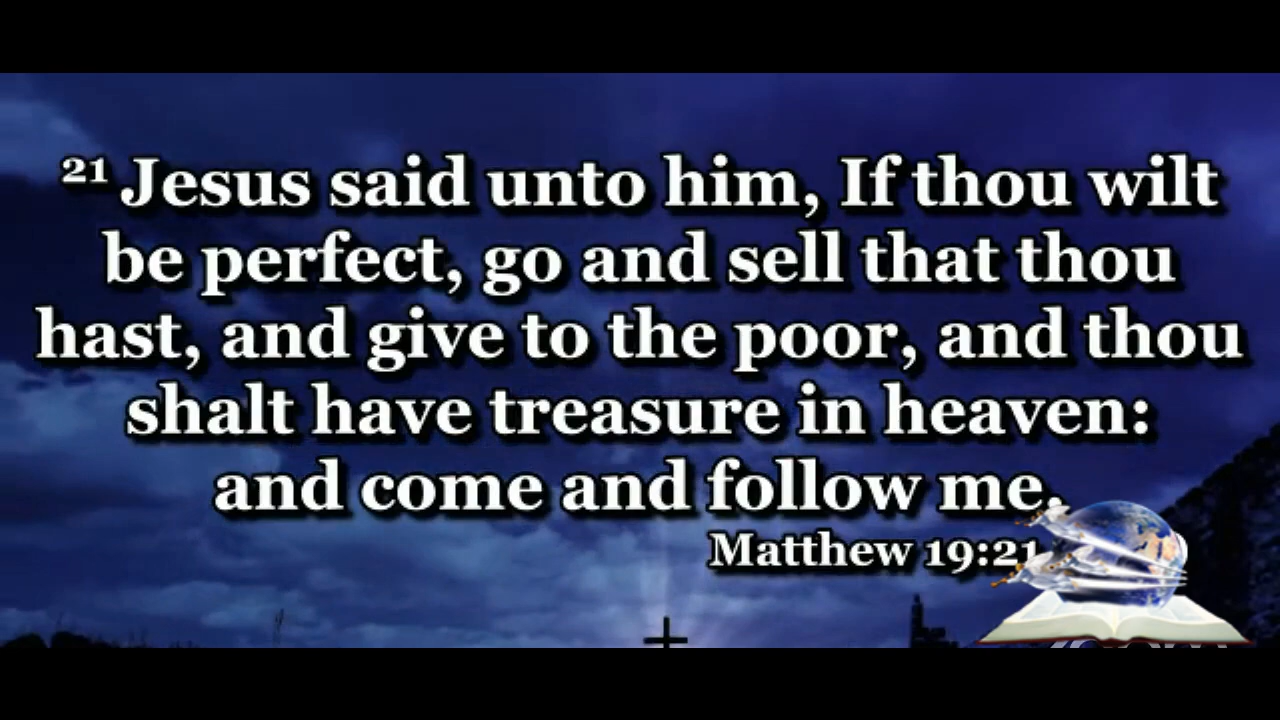 21 Jesus said unto him, If thou wilt
be perfect, go and sell that thou
hast, and give to the poor, and thou
shalt have treasure in heaven:
and come and follow me.
Matthew 19:21